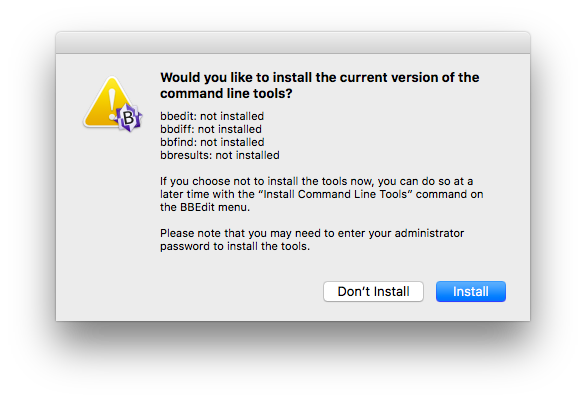 B
Would you like to install the current version of the
command line tools?
bbedit: not installed
bbdiff: not installed
bbfind: not installed
bbresults: not installed
If you choose not to install the tools now, you can do so at a
later time with the “Install Command Line Tools” command on
the BBEdit menu.
Please note that you may need to enter your administrator
password to install the tools.
Don’t Install
Install